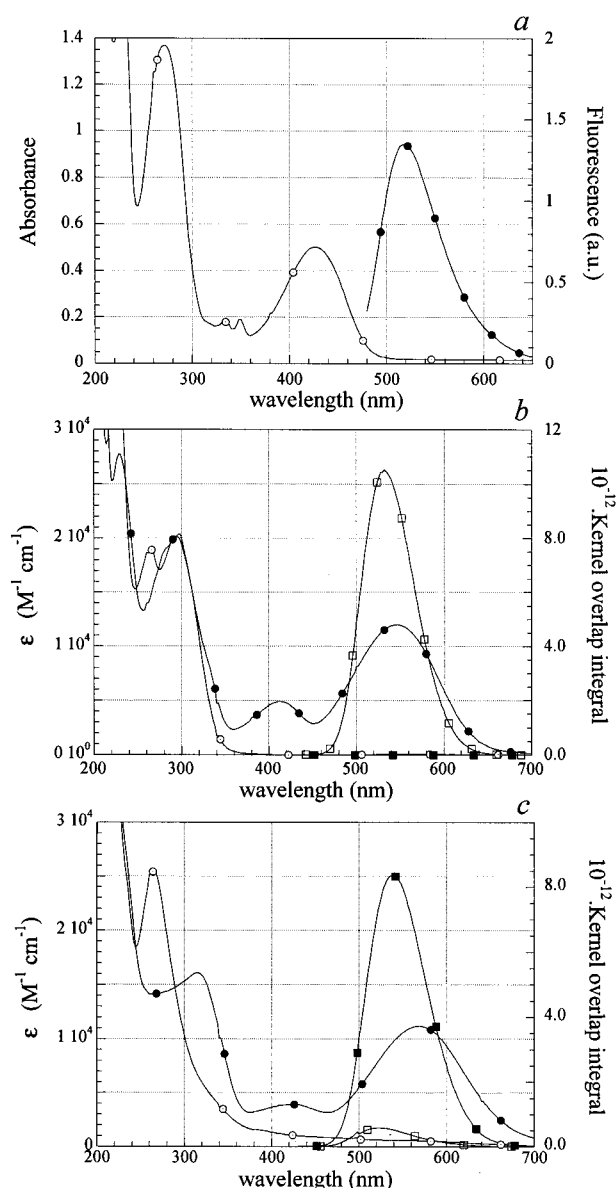 a
1.4
1.2
1
0.8
0.6
0.4
0.2
0
Absorbance
2
1.5
1
0.5
0
Fluorescence (a.u.)
200 300 400 500 600
wavelength (nm)
b
3 10⁴
2 10⁴
1 10⁴
0 10⁰
ε (M⁻¹ cm⁻¹)
12
8.0
4.0
0.0
10⁻¹².Kernel overlap integral
200 300 400 500 600 700
wavelength (nm)
c
3 10⁴
2 10⁴
1 10⁴
0
ε (M⁻¹ cm⁻¹)
8.0
4.0
0.0
10⁻¹².Kernel overlap integral
200 300 400 500 600 700
wavelength (nm)